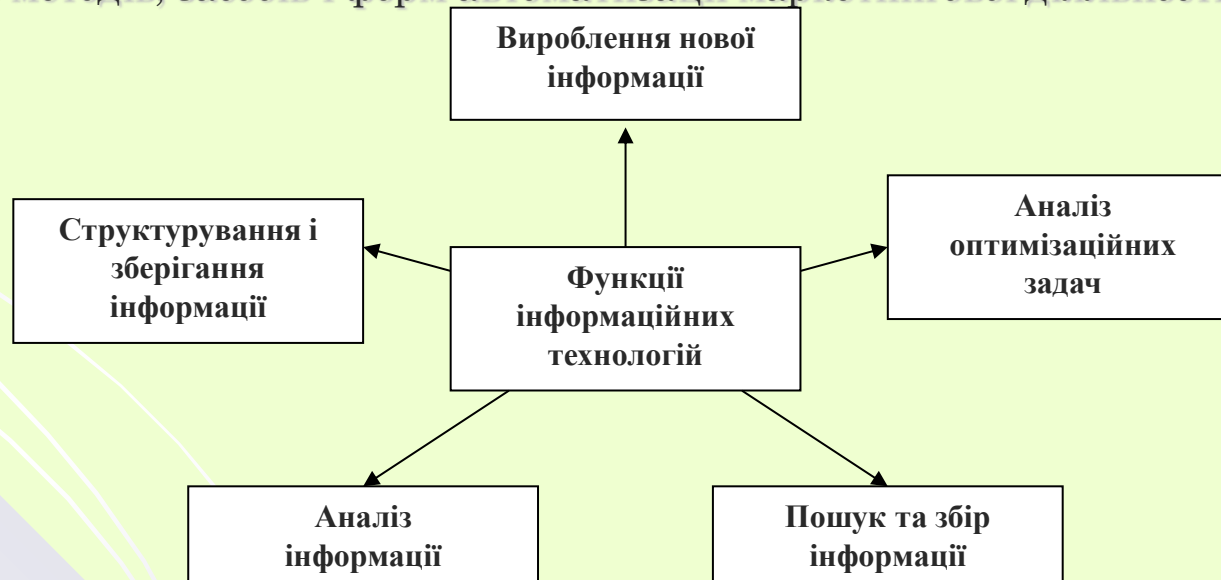 Вироблення нової
інформації
Аналіз
оптимізаційних
задач
Структурування і
зберігання
інформації
Функції
інформаційних
технологій
Аналіз
інформації
Пошук та збір
інформації